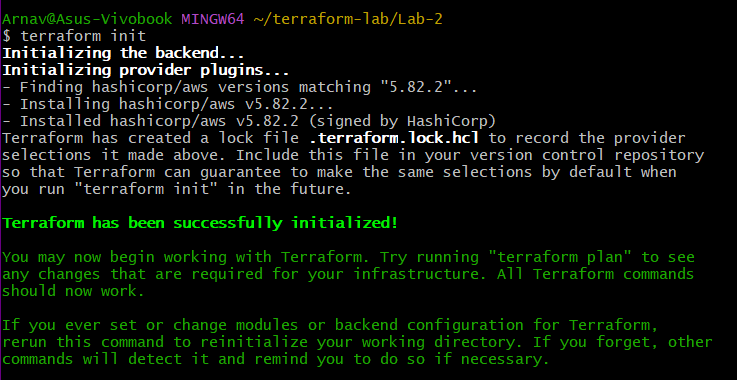 Arnav@Asus-Vivobook MINGW64 ~/terraform-lab/Lab-2
$ terraform init
Initializing the backend...
Initializing provider plugins...
- Finding hashicorp/aws versions matching "5.82.2"...
- Installing hashicorp/aws v5.82.2...
- Installed hashicorp/aws v5.82.2 (signed by HashiCorp)
Terraform has created a lock file .terraform.lock.hcl to record the provider
selections it made above. Include this file in your version control repository
so that Terraform can guarantee to make the same selections by default when
you run "terraform init" in the future.
Terraform has been successfully initialized!
You may now begin working with Terraform. Try running "terraform plan" to see
any changes that are required for your infrastructure. All Terraform commands
should now work.
If you ever set or change modules or backend configuration for Terraform,
rerun this command to reinitialize your working directory. If you forget, other
commands will detect it and remind you to do so if necessary.